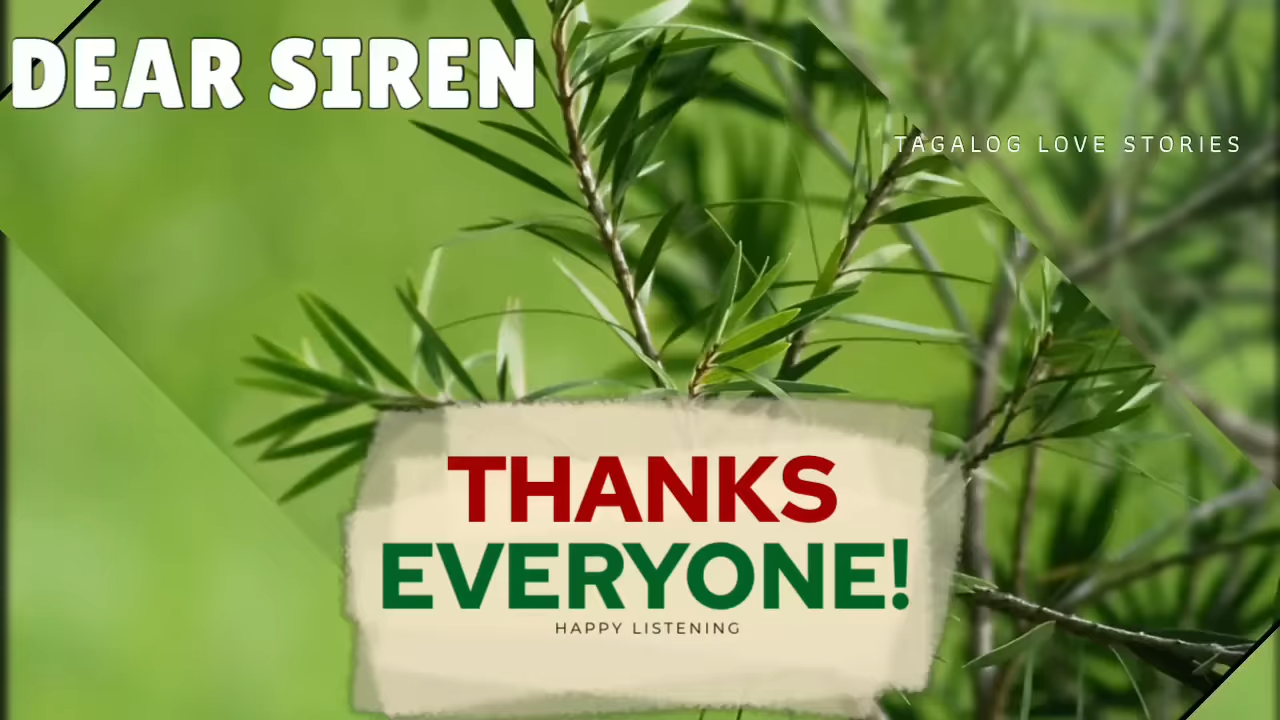 DEAR SIREN
TAGALOG LOVE STORIES
THANKS
EVERYONE!
HAPPY LISTENING